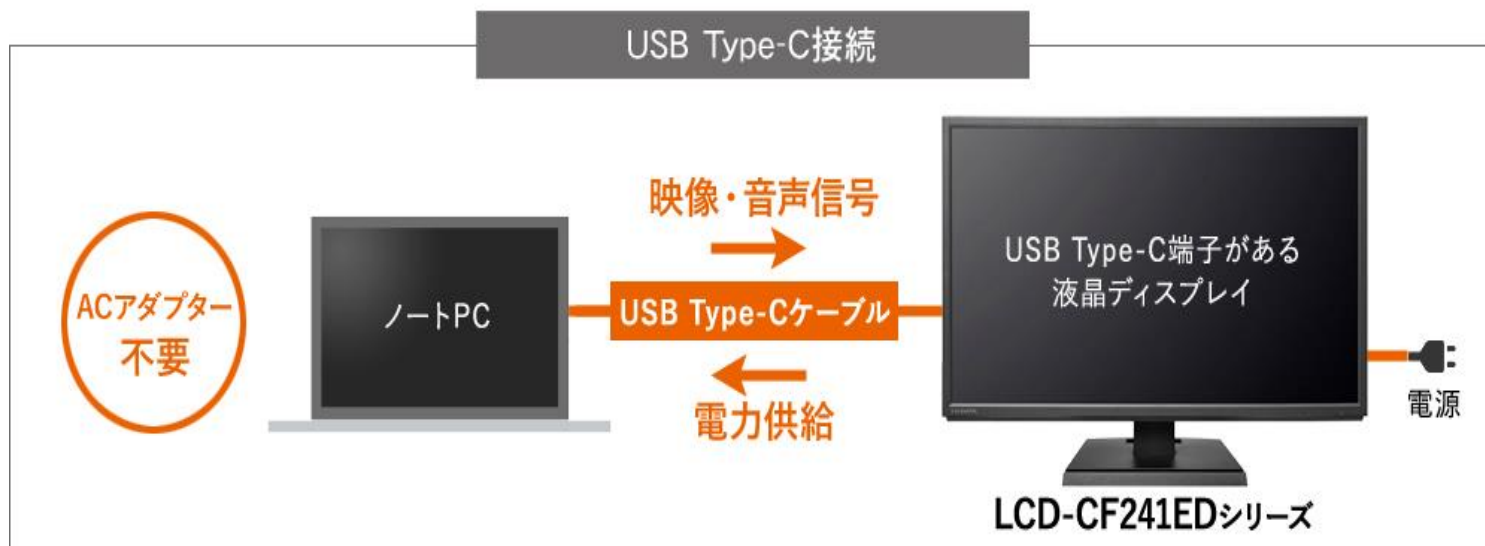 USB Type-C接続
映像・音声信号
ACアダプター
不要
ノートPC
USB Type-Cケーブル
USB Type-C端子がある
液晶ディスプレイ
電力供給
電源
LCD-CF241EDシリーズ